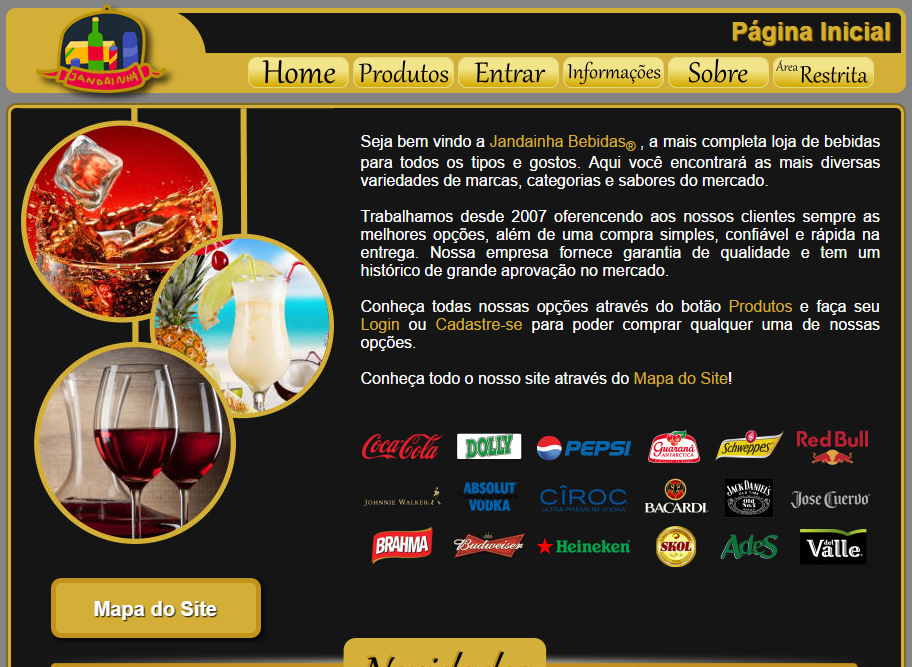 JANDAINHA
Página Inicial
Home
Produtos
Entrar
Informações
Sobre
Área Restrita
Seja bem vindo a Jandainha Bebidas® , a mais completa loja de bebidas
para todos os tipos e gostos. Aqui você encontrará as mais diversas
variedades de marcas, categorias e sabores do mercado.
Trabalhamos desde 2007 oferencendo aos nossos clientes sempre as
melhores opções, além de uma compra simples, confiável e rápida na
entrega. Nossa empresa fornece garantia de qualidade e tem um
histórico de grande aprovação no mercado.
Conheça todas nossas opções através do botão Produtos e faça seu
Login ou Cadastre-se para poder comprar qualquer uma de nossas
opções.
Conheça todo o nosso site através do Mapa do Site!
Coca-Cola
DOLLY
PEPSI
Guaraná
ANTARCTICA
Schweppes
Red Bull
JOHNNIE WALKER
ABSOLUT
VODKA
CÎROC
ULTRA PREMIUM VODKA
BACARDI
JACK DANIEL'S
OLD TIME
Old
No.7
Jose Cuervo
BRAHMA
Budweiser
Heineken
SKOL
AdeS
del
Valle
Mapa do Site
Novidades